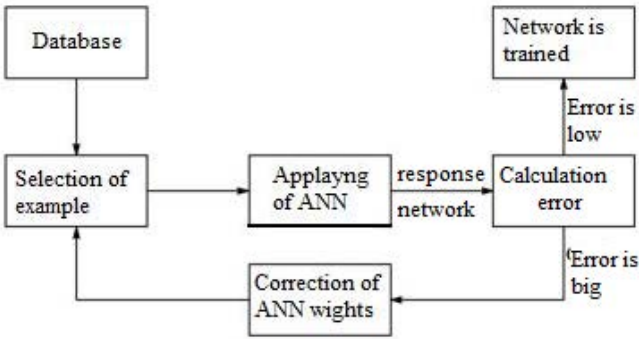 Database
Network is
trained
Error is
low
Selection of
example
Applayng
of ANN
response
network
Calculation
error
Error is
big
Correction of
ANN wights